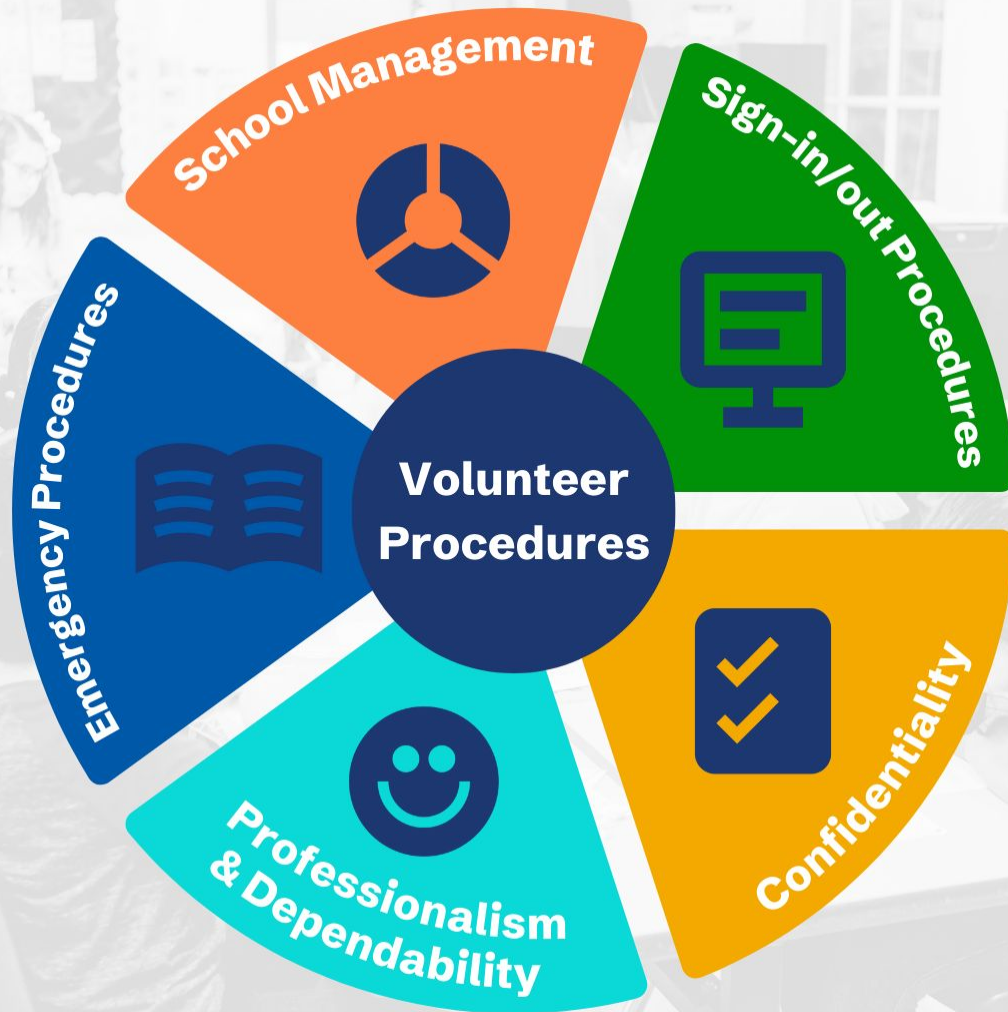 School Management
Sign-in/out Procedures
Emergency Procedures
Volunteer
Procedures
Confidentiality
Professionalism
& Dependability